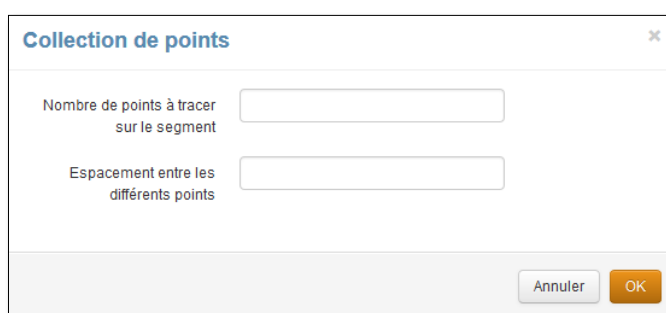 Collection de points
×
Nombre de points à tracer
sur le segment
Espacement entre les
différents points
Annuler OK